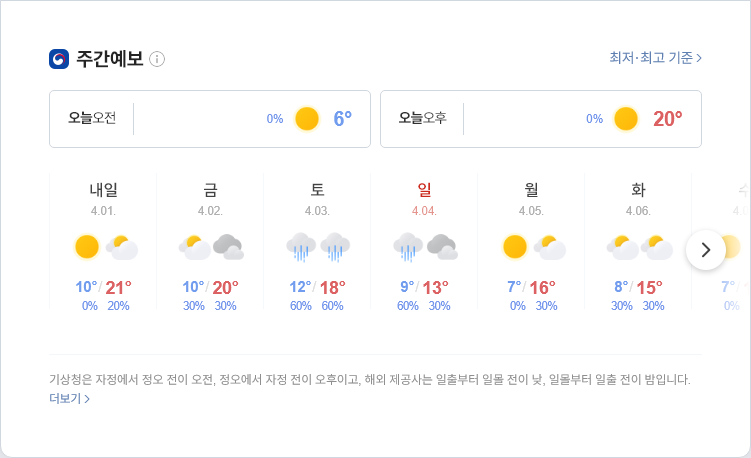 주간예보
최저·최고 기준
오늘오전 0% 6°
오늘오후 0% 20°
내일 금 토 일 월 화
4.01. 4.02. 4.03. 4.04. 4.05. 4.06.
10°/21° 10°/20° 12°/18° 9°/13° 7°/16° 8°/15° 7°
0% 20% 30% 30% 60% 60% 60% 30% 0% 30% 30% 30% 0%
기상청은 자정에서 정오 전이 오전, 정오에서 자정 전이 오후이고, 해외 제공사는 일출부터 일몰 전이 낮, 일몰부터 일출 전이 밤입니다.
더보기